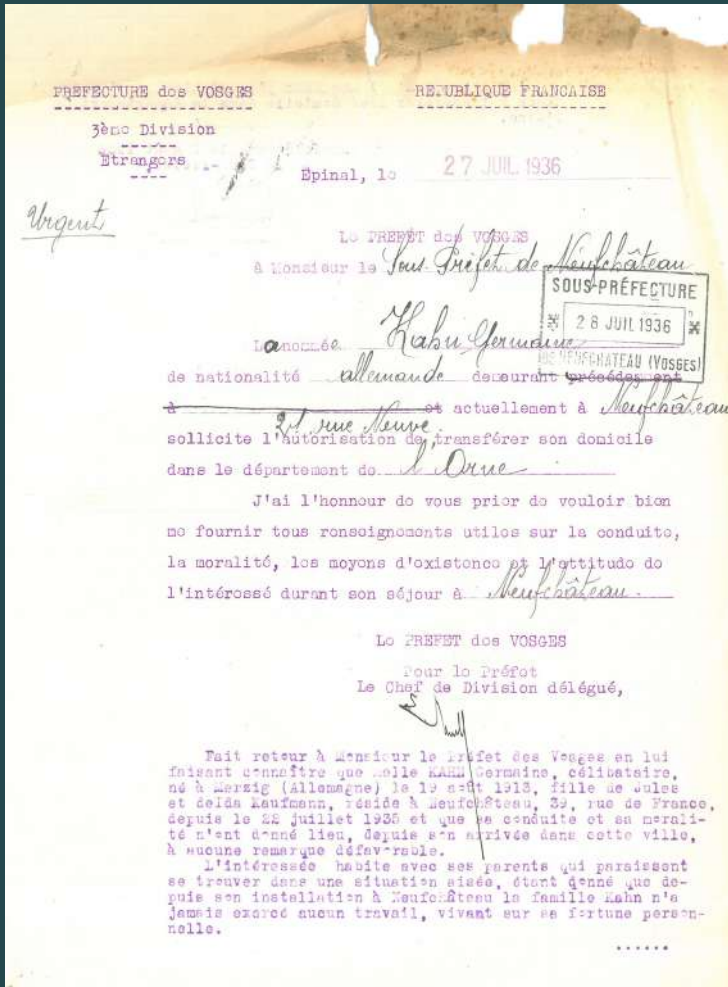 PREFECTURE des VOSGES
REPUBLIQUE FRANCAISE
3ème Division
Etrangers
Épinal, le 27 JUIL. 1936
Urgent
Le PREFET des VOSGES
à Monsieur le Sous-Préfet de Neufchâteau
SOUS-PRÉFECTURE
28 JUIL 1936
DE NEUFCHATEAU (VOSGES)
La nommée Kahn Germaine
de nationalité allemande demeurant précédemment
à et actuellement à Neufchâteau
21 rue Neuve
sollicite l'autorisation de transférer son domicile
dans le département de l'Orne
J'ai l'honneur de vous prier de vouloir bien
me fournir tous renseignements utiles sur la conduite,
la moralité, les moyens d'existence et l'attitude de
l'intéressé durant son séjour à Neufchâteau.
Le PREFET des VOSGES
Pour le Préfet
Le Chef de Division délégué,
Fait retour à Monsieur le Préfet des Vosges en lui
faisant connaître que Melle KAHN Germaine, célibataire,
né à Merzig (Allemagne) le 19 août 1913, fille de Jules
et deIda Kaufmann, réside à Neufchâteau, 39, rue de France,
depuis le 22 juillet 1935 et que sa conduite et sa morali-
té n'ont donné lieu, depuis son arrivée dans cette ville,
à aucune remarque défavorable.
L'intéressée habite avec ses parents qui paraissent
se trouver dans une situation aisée, étant donné que de-
puis son installation à Neufchâteau la famille Kahn n'a
jamais exercé aucun travail, vivant sur sa fortune person-
nelle.
......